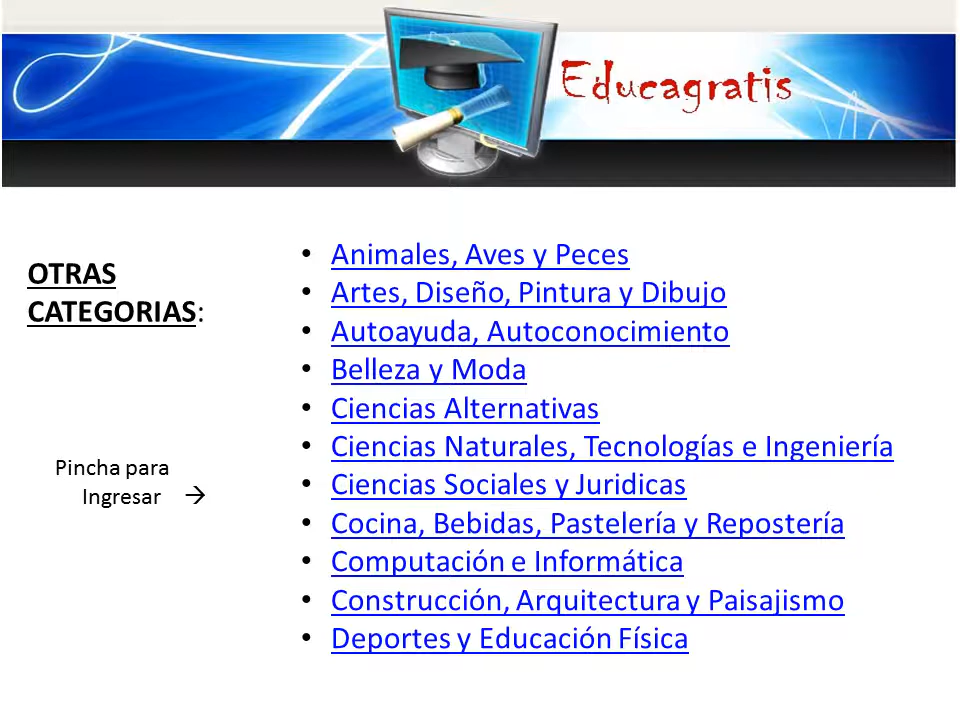 Educagratis
OTRAS
CATEGORIAS:
Pincha para
Ingresar →
• Animales, Aves y Peces
• Artes, Diseño, Pintura y Dibujo
• Autoayuda, Autoconocimiento
• Belleza y Moda
• Ciencias Alternativas
• Ciencias Naturales, Tecnologías e Ingeniería
• Ciencias Sociales y Juridicas
• Cocina, Bebidas, Pastelería y Repostería
• Computación e Informática
• Construcción, Arquitectura y Paisajismo
• Deportes y Educación Física